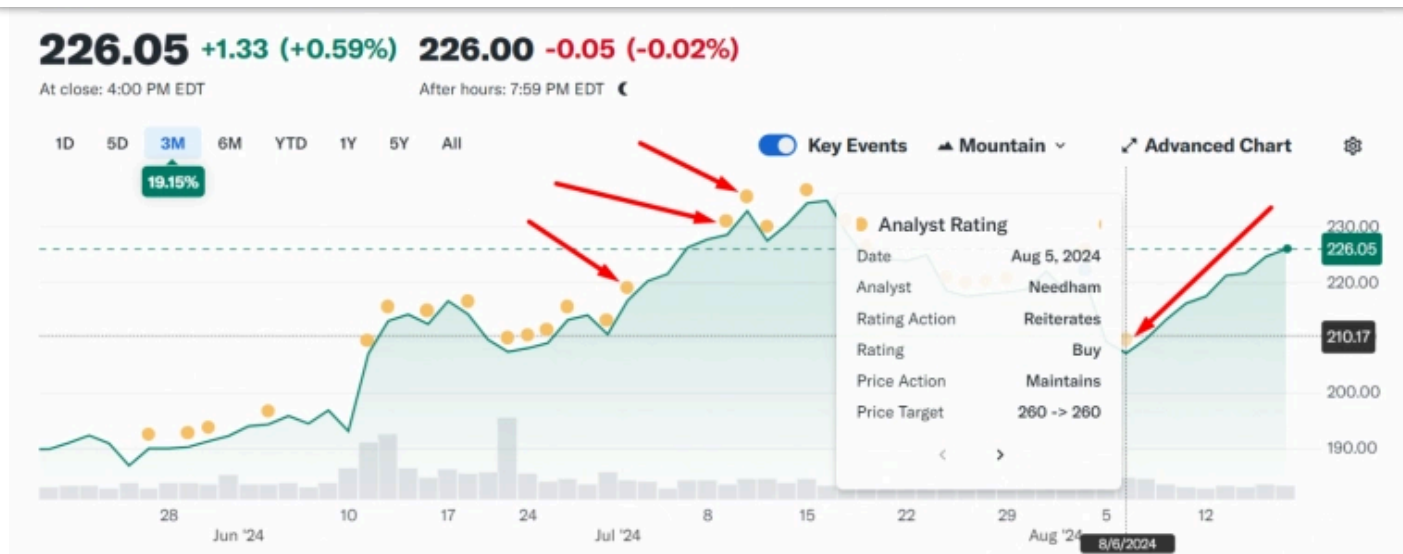 226.05 +1.33 (+0.59%) 226.00 -0.05 (-0.02%)
At close: 4:00 PM EDT After hours: 7:59 PM EDT
1D 5D 3M 6M YTD 1Y 5Y All Key Events Mountain Advanced Chart
19.15%
Analyst Rating
Date Aug 5, 2024
Analyst Needham
Rating Action Reiterates
Rating Buy
Price Action Maintains
Price Target 260 -> 260
230.00
226.05
220.00
210.17
200.00
190.00
28 10 17 24 8 15 22 29 5 12
Jun '24 Jul '24 Aug '24
8/6/2024